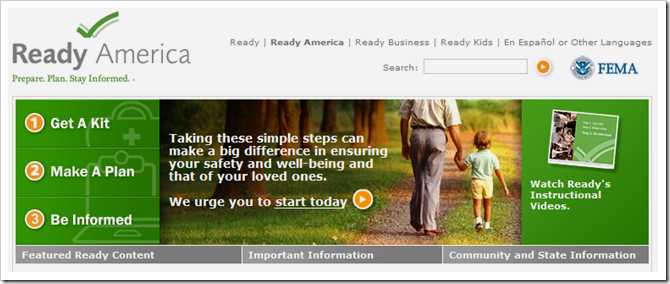 Ready America
Prepare. Plan. Stay Informed.
Ready | Ready America | Ready Business | Ready Kids | En Español or Other Languages
Search:
FEMA
1 Get A Kit
2 Make A Plan
3 Be Informed
Taking these simple steps can
make a big difference in ensuring
your safety and well-being and
that of your loved ones.
We urge you to start today
Watch Ready's
Instructional
Videos.
Featured Ready Content
Important Information
Community and State Information